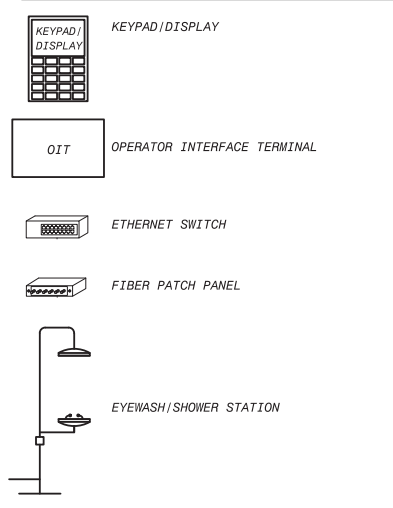 KEYPAD/
DISPLAY
KEYPAD/DISPLAY
OIT
OPERATOR INTERFACE TERMINAL
ETHERNET SWITCH
FIBER PATCH PANEL
EYEWASH/SHOWER STATION